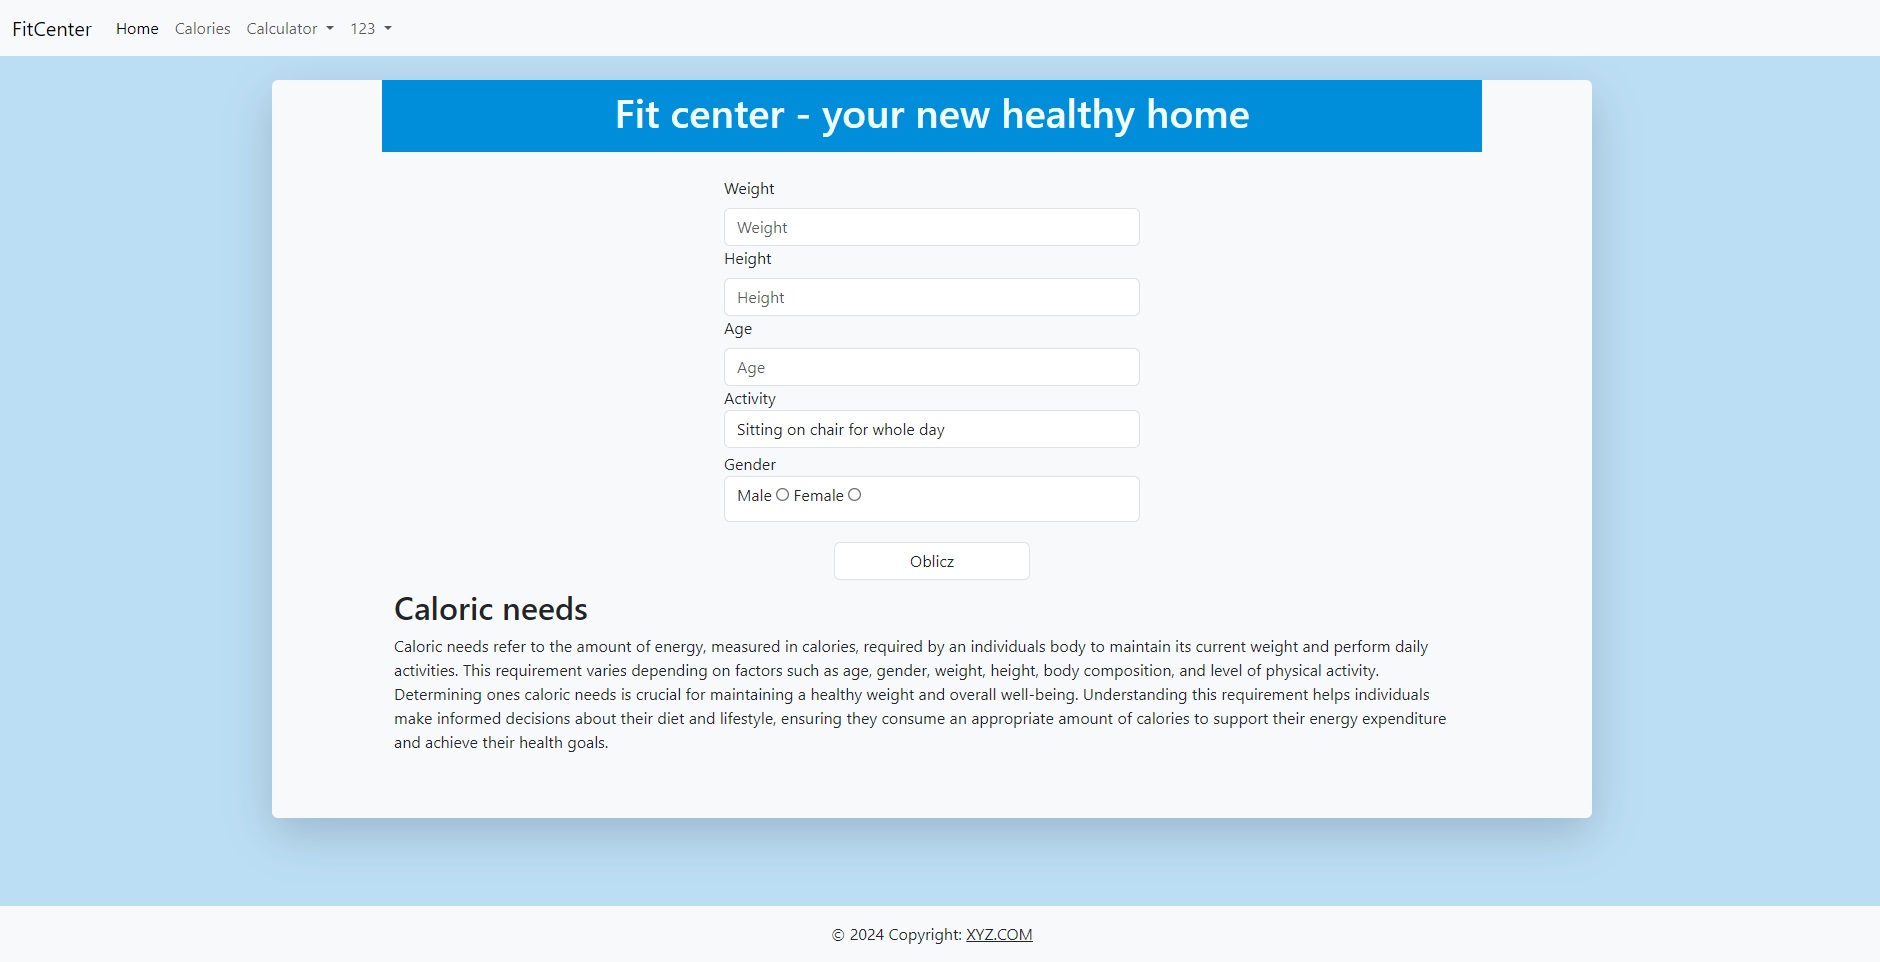 FitCenter Home Calories Calculator 123
Fit center - your new healthy home
Weight
Weight
Height
Height
Age
Age
Activity
Sitting on chair for whole day
Gender
Male Female
Oblicz
Caloric needs
Caloric needs refer to the amount of energy, measured in calories, required by an individuals body to maintain its current weight and perform daily
activities. This requirement varies depending on factors such as age, gender, weight, height, body composition, and level of physical activity.
Determining ones caloric needs is crucial for maintaining a healthy weight and overall well-being. Understanding this requirement helps individuals
make informed decisions about their diet and lifestyle, ensuring they consume an appropriate amount of calories to support their energy expenditure
and achieve their health goals.
© 2024 Copyright: XYZ.COM